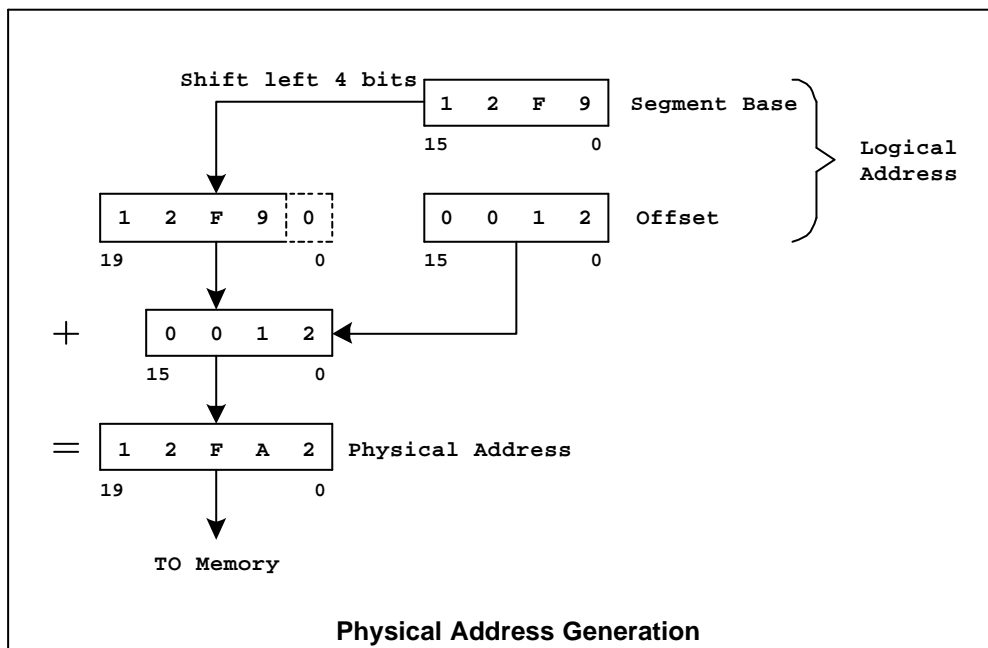 Shift left 4 bits
1 2 F 9 Segment Base
15 0
Logical
Address
1 2 F 9 0
0 0 1 2 Offset
19 0
15 0
+ 0 0 1 2
15 0
= 1 2 F A 2 Physical Address
19 0
TO Memory
Physical Address Generation